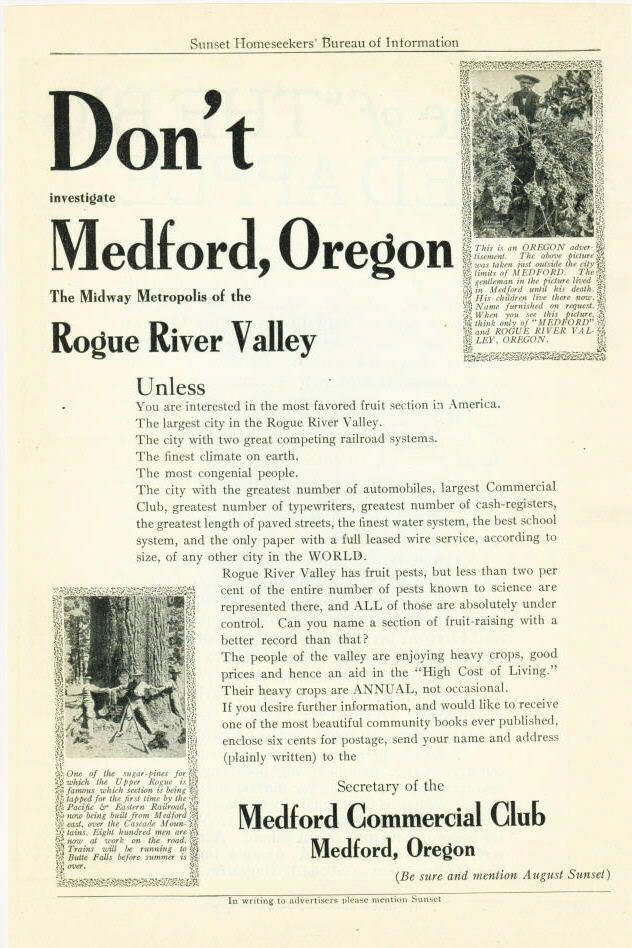 Sunset Homeseekers' Bureau of Information
Don't
investigate
Medford, Oregon
The Midway Metropolis of the
Rogue River Valley
This is an OREGON adver-
tisement. The above picture
was taken just outside the city
limits of MEDFORD. The
gentleman in the picture lived
in Medford until his death.
His children live there now.
Name furnished on request.
When you see this picture,
think only of "MEDFORD"
and ROGUE RIVER VAL-
LEY, OREGON.
Unless
You are interested in the most favored fruit section in America.
The largest city in the Rogue River Valley.
The city with two great competing railroad systems.
The finest climate on earth.
The most congenial people.
The city with the greatest number of automobiles, largest Commercial
Club, greatest number of typewriters, greatest number of cash-registers,
the greatest length of paved streets, the finest water system, the best school
system, and the only paper with a full leased wire service, according to
size, of any other city in the WORLD.
Rogue River Valley has fruit pests, but less than two per
cent of the entire number of pests known to science are
represented there, and ALL of those are absolutely under
control. Can you name a section of fruit-raising with a
better record than that?
The people of the valley are enjoying heavy crops, good
prices and hence an aid in the "High Cost of Living."
Their heavy crops are ANNUAL, not occasional.
If you desire further information, and would like to receive
one of the most beautiful community books ever published,
enclose six cents for postage, send your name and address
(plainly written) to the
One of the sugar-pines for
which the Upper Rogue is
famous which section is being
tapped for the first time by the
Pacific & Eastern Railroad,
now being built from Medford
east, over the Cascade Moun-
tains. Eight hundred men are
now at work on the road.
Trains will be running to
Butte Falls before summer is
over.
Secretary of the
Medford Commercial Club
Medford, Oregon
(Be sure and mention August Sunset)
In writing to advertisers please mention Sunset